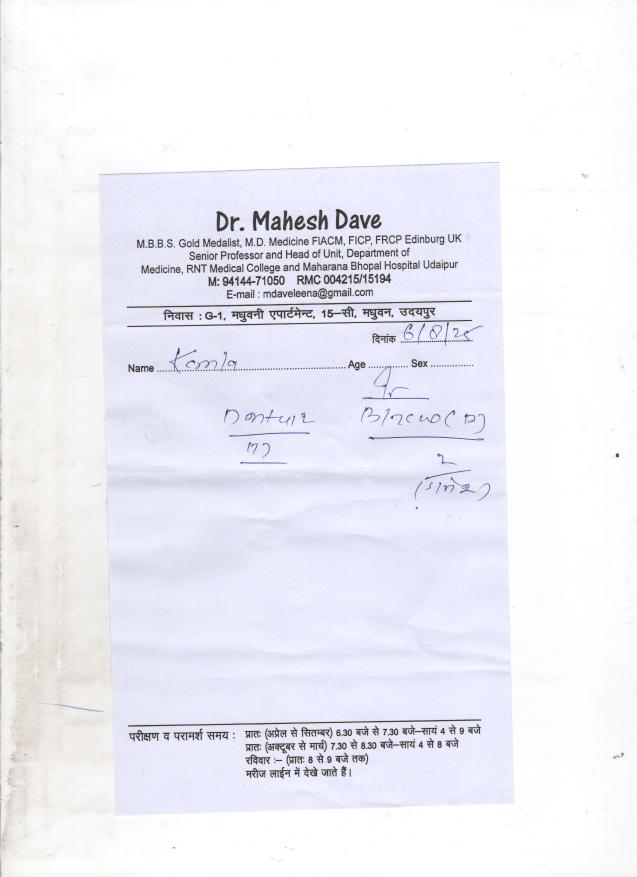 Dr. Mahesh Dave
M.B.B.S. Gold Medalist, M.D. Medicine FIACM, FICP, FRCP Edinburg UK
Senior Professor and Head of Unit, Department of
Medicine, RNT Medical College and Maharana Bhopal Hospital Udaipur
M: 94144-71050 RMC 004215/15194
E-mail : mdaveleena@gmail.com
निवास : G-1, मधुवनी एपार्टमेन्ट, 15–सी, मधुवन, उदयपुर
दिनांक 6/8/25
Name Kamla Age Sex
परीक्षण व परामर्श समय : प्रातः (अप्रेल से सितम्बर) 6.30 बजे से 7.30 बजे–सायं 4 से 9 बजे
प्रातः (अक्टूबर से मार्च) 7.30 से 8.30 बजे–सायं 4 से 8 बजे
रविवार :– (प्रातः 8 से 9 बजे तक)
मरीज लाईन में देखे जाते हैं।